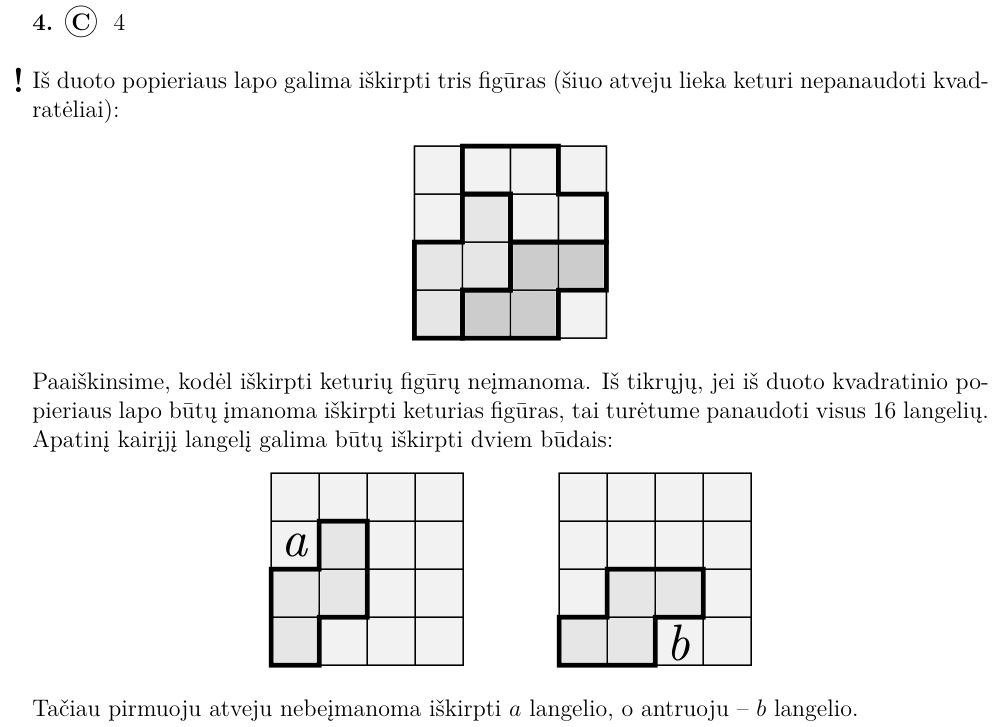 4. C 4
! Iš duoto popieriaus lapo galima iškirpti tris figūras (šiuo atveju lieka keturi nepanaudoti kvad-
ratėliai):
Paaiškinsime, kodėl iškirpti keturių figūrų neįmanoma. Iš tikrųjų, jei iš duoto kvadratinio po-
pieriaus lapo būtų įmanoma iškirpti keturias figūras, tai turėtume panaudoti visus 16 langelių.
Apatinį kairįjį langelį galima būtų iškirpti dviem būdais:
a
b
Tačiau pirmuoju atveju nebeįmanoma iškirpti a langelio, o antruoju – b langelio.